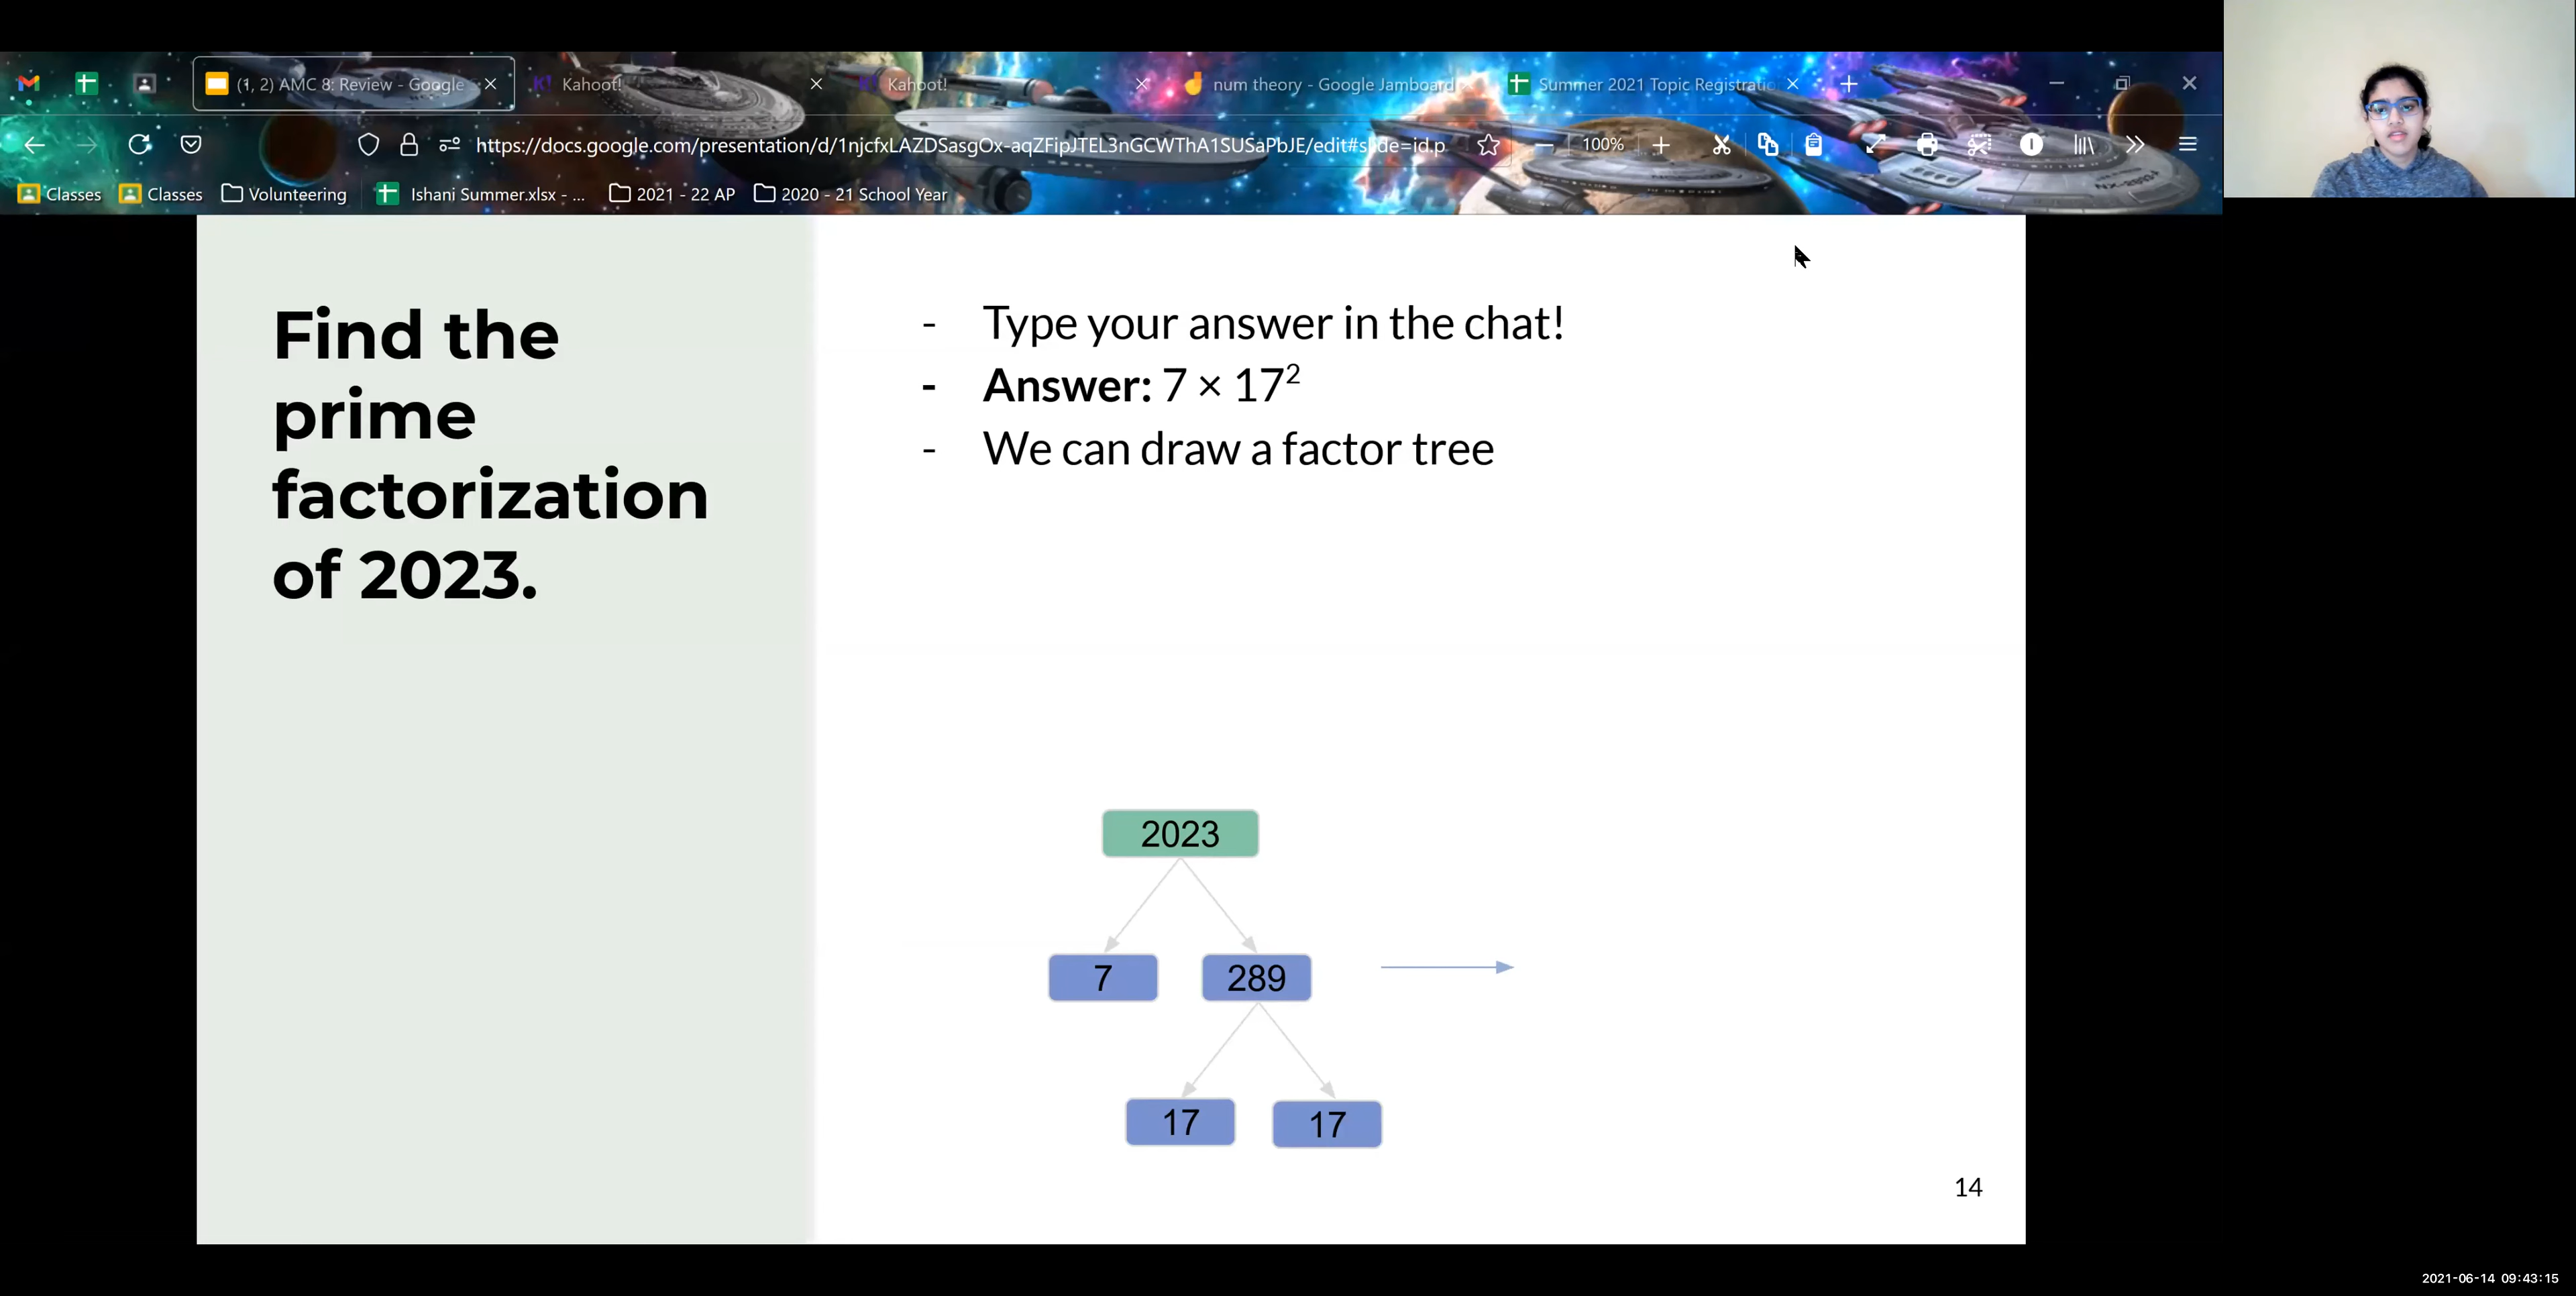 (1, 2) AMC 8: Review - Google
Kahoot!
Kahoot!
num theory - Google Jamboard
Summer 2021 Topic Registratio
https://docs.google.com/presentation/d/1njcfxLAZDSasgOx-aqZFipJTEL3nGCWThA1SUSaPbJE/edit#slide=id.p
100%
Classes
Classes
Volunteering
Ishani Summer.xlsx - ...
2021 - 22 AP
2020 - 21 School Year
Find the
prime
factorization
of 2023.
- Type your answer in the chat!
- Answer: 7 × 17²
- We can draw a factor tree
2023
7
289
17
17
14
2021-06-14 09:43:15